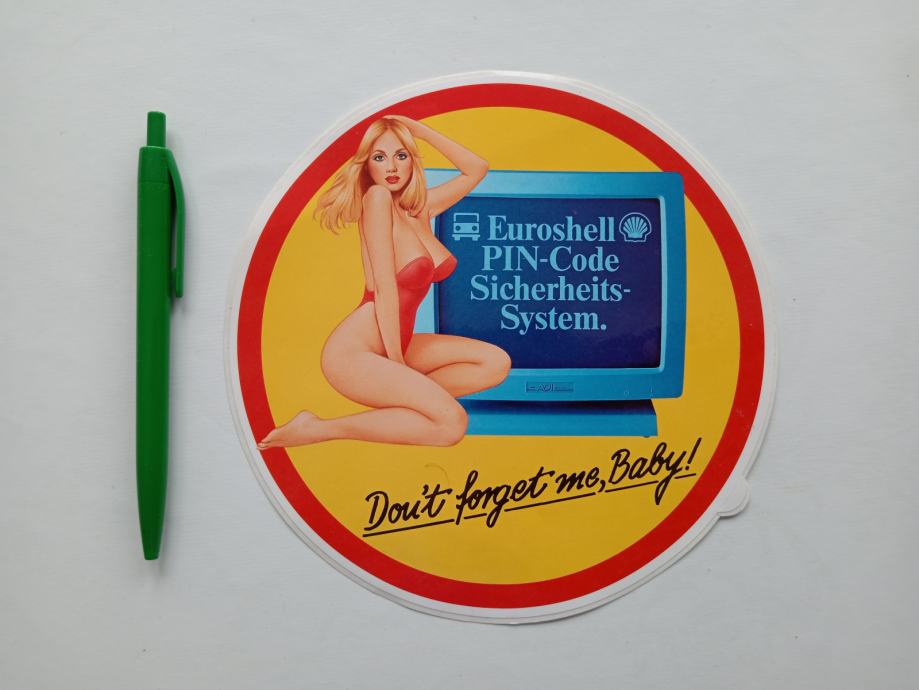 Euroshell
PIN-Code
Sicherheits-
System.
Don't forget me, Baby!